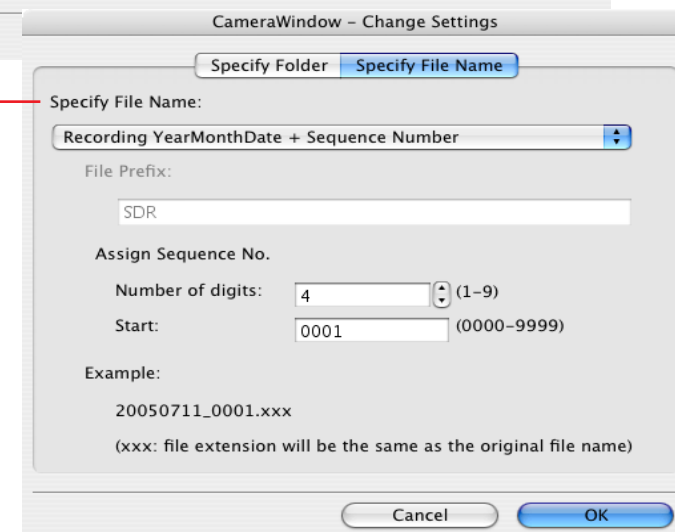 CameraWindow – Change Settings
Specify Folder Specify File Name
Specify File Name:
Recording YearMonthDate + Sequence Number
File Prefix:
SDR
Assign Sequence No.
Number of digits: 4 (1–9)
Start: 0001 (0000–9999)
Example:
20050711_0001.xxx
(xxx: file extension will be the same as the original file name)
Cancel OK